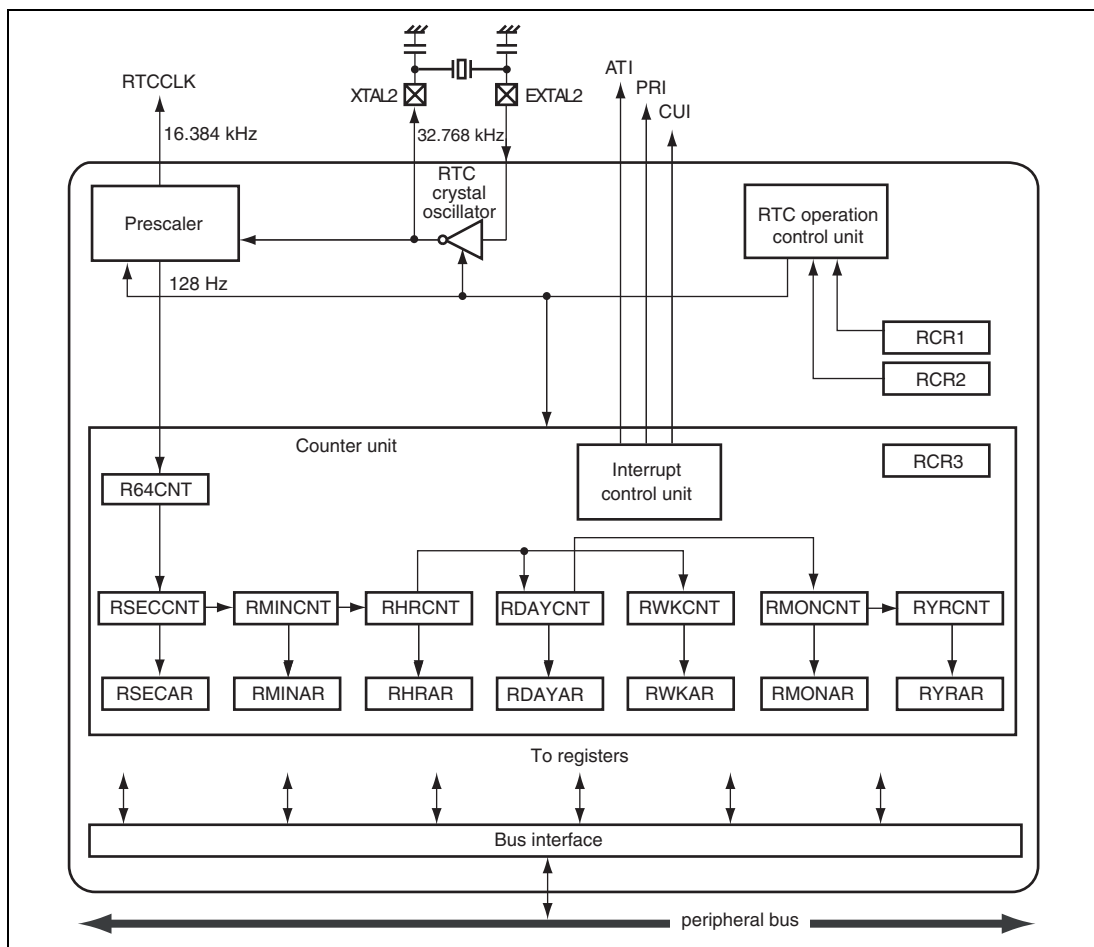 ATI
PRI
CUI
RTCCLK
XTAL2
EXTAL2
16.384 kHz
32.768 kHz
RTC
crystal
oscillator
Prescaler
RTC operation
control unit
128 Hz
RCR1
RCR2
Counter unit
RCR3
Interrupt
control unit
R64CNT
RSECCNT
RMINCNT
RHRCNT
RDAYCNT
RWKCNT
RMONCNT
RYRCNT
RSECAR
RMINAR
RHRAR
RDAYAR
RWKAR
RMONAR
RYRAR
To registers
Bus interface
peripheral bus